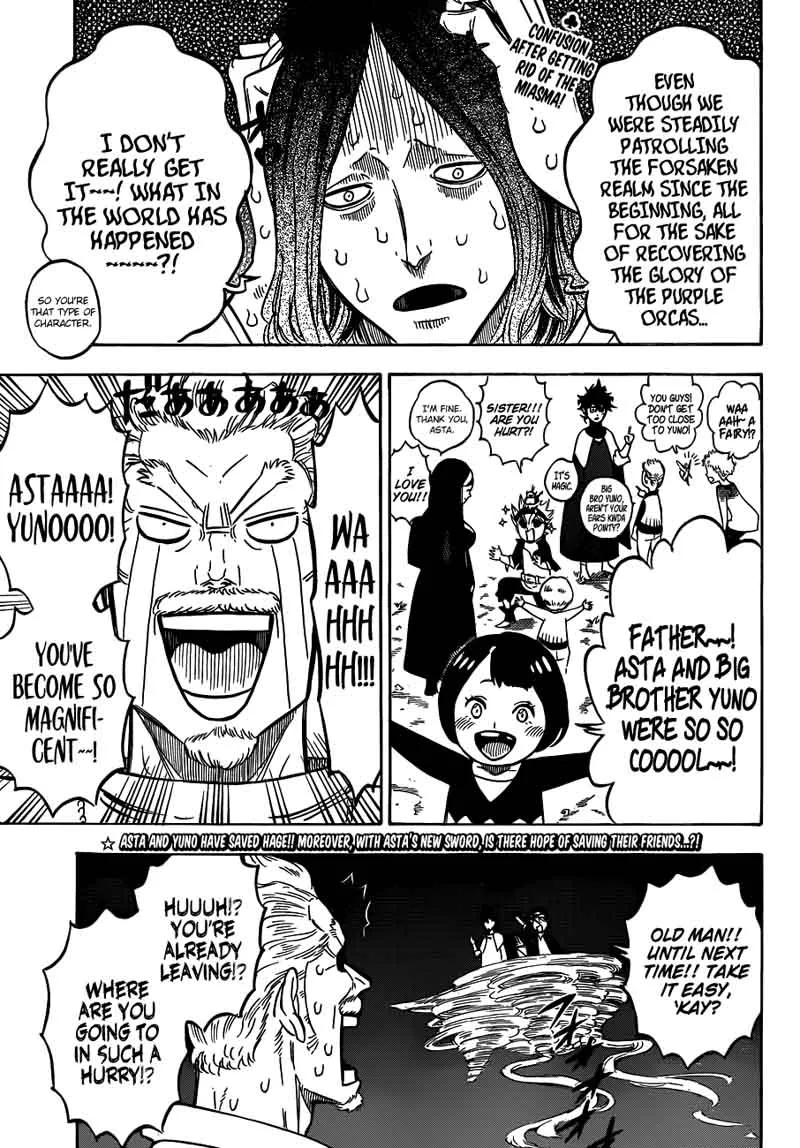 CONFUSION
AFTER GETTING
RID OF THE
MIASMA!
EVEN
THOUGH WE
WERE STEADILY
PATROLLING
THE FORSAKEN
REALM SINCE THE
BEGINNING, ALL
FOR THE SAKE
OF RECOVERING
THE GLORY OF
THE PURPLE
ORCAS...
I DON'T
REALLY GET
IT~~! WHAT IN
THE WORLD HAS
HAPPENED
~~~~?!
SO YOU'RE
THAT TYPE OF
CHARACTER.
WAA
AAH~ A
FAIRY!?
YOU GUYS!
DON'T GET
TOO CLOSE
TO YUNO!
SISTER!!!
ARE YOU
HURT?!
I'M FINE.
THANK YOU,
ASTA.
I
LOVE
YOU!!
IT'S
MAGIC.
BIG
BRO YUNO,
AREN'T YOUR
EARS KINDA
POINTY?
FATHER~~!
ASTA AND BIG
BROTHER YUNO
WERE SO SO
COOOOL~~!
だぁぁぁぁぁ
WA
AAA
HHH
HH!!!
ASTAAAA!
YUNOOOO!
YOU'VE
BECOME SO
MAGNIFI-
CENT~~!
☆ ASTA AND YUNO HAVE SAVED HAGE!! MOREOVER, WITH ASTA'S NEW SWORD, IS THERE HOPE OF SAVING THEIR FRIENDS...?!
OLD MAN!!
UNTIL NEXT
TIME!! TAKE
IT EASY,
'KAY?
HUUUH!?
YOU'RE
ALREADY
LEAVING!?
WHERE
ARE YOU
GOING TO
IN SUCH A
HURRY!?